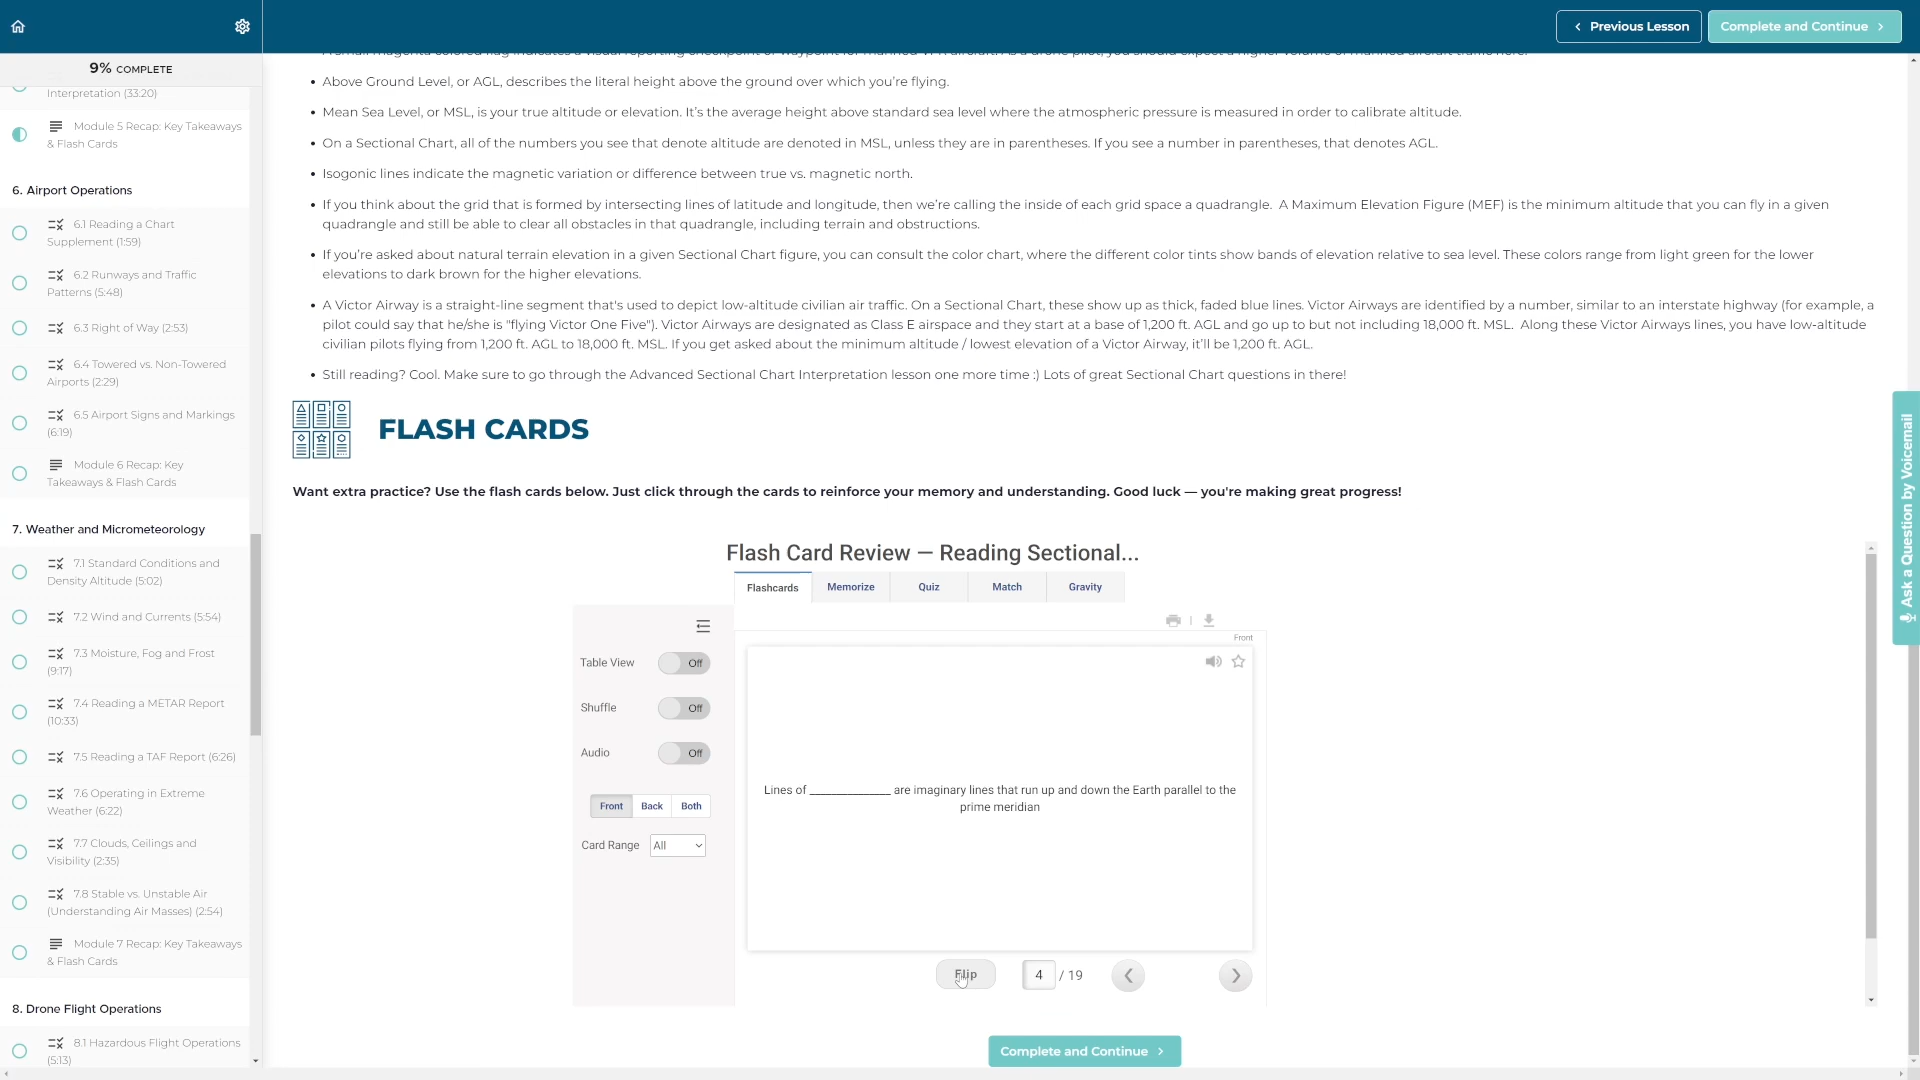 Previous Lesson
Complete and Continue
9% COMPLETE
Interpretation (33:20)
Module 5 Recap: Key Takeaways
& Flash Cards
6. Airport Operations
6.1 Reading a Chart
Supplement (1:59)
6.2 Runways and Traffic
Patterns (5:48)
6.3 Right of Way (2:53)
6.4 Towered vs. Non-Towered
Airports (2:29)
6.5 Airport Signs and Markings
(6:19)
Module 6 Recap: Key
Takeaways & Flash Cards
7. Weather and Micrometeorology
7.1 Standard Conditions and
Density Altitude (5:02)
7.2 Wind and Currents (5:54)
7.3 Moisture, Fog and Frost
(9:17)
7.4 Reading a METAR Report
(10:33)
7.5 Reading a TAF Report (6:26)
7.6 Operating in Extreme
Weather (6:22)
7.7 Clouds, Ceilings and
Visibility (2:35)
7.8 Stable vs. Unstable Air
(Understanding Air Masses) (2:54)
Module 7 Recap: Key Takeaways
& Flash Cards
8. Drone Flight Operations
8.1 Hazardous Flight Operations
(5:13)
• Above Ground Level, or AGL, describes the literal height above the ground over which you’re flying.
• Mean Sea Level, or MSL, is your true altitude or elevation. It’s the average height above standard sea level where the atmospheric pressure is measured in order to calibrate altitude.
• On a Sectional Chart, all of the numbers you see that denote altitude are denoted in MSL, unless they are in parentheses. If you see a number in parentheses, that denotes AGL.
• Isogonic lines indicate the magnetic variation or difference between true vs. magnetic north.
• If you think about the grid that is formed by intersecting lines of latitude and longitude, then we’re calling the inside of each grid space a quadrangle. A Maximum Elevation Figure (MEF) is the minimum altitude that you can fly in a given
quadrangle and still be able to clear all obstacles in that quadrangle, including terrain and obstructions.
• If you’re asked about natural terrain elevation in a given Sectional Chart figure, you can consult the color chart, where the different color tints show bands of elevation relative to sea level. These colors range from light green for the lower
elevations to dark brown for the higher elevations.
• A Victor Airway is a straight-line segment that's used to depict low-altitude civilian air traffic. On a Sectional Chart, these show up as thick, faded blue lines. Victor Airways are identified by a number, similar to an interstate highway (for example, a
pilot could say that he/she is "flying Victor One Five"). Victor Airways are designated as Class E airspace and they start at a base of 1,200 ft. AGL and go up to but not including 18,000 ft. MSL. Along these Victor Airways lines, you have low-altitude
civilian pilots flying from 1,200 ft. AGL to 18,000 ft. MSL. If you get asked about the minimum altitude / lowest elevation of a Victor Airway, it’ll be 1,200 ft. AGL.
• Still reading? Cool. Make sure to go through the Advanced Sectional Chart Interpretation lesson one more time :) Lots of great Sectional Chart questions in there!
FLASH CARDS
Want extra practice? Use the flash cards below. Just click through the cards to reinforce your memory and understanding. Good luck — you're making great progress!
Flash Card Review — Reading Sectional...
Flashcards Memorize Quiz Match Gravity
Front
Table View Off
Shuffle Off
Audio Off
Front Back Both
Card Range All
Lines of ______________ are imaginary lines that run up and down the Earth parallel to the
prime meridian
Flip 4 / 19
Complete and Continue
Ask a Question by Voicemail